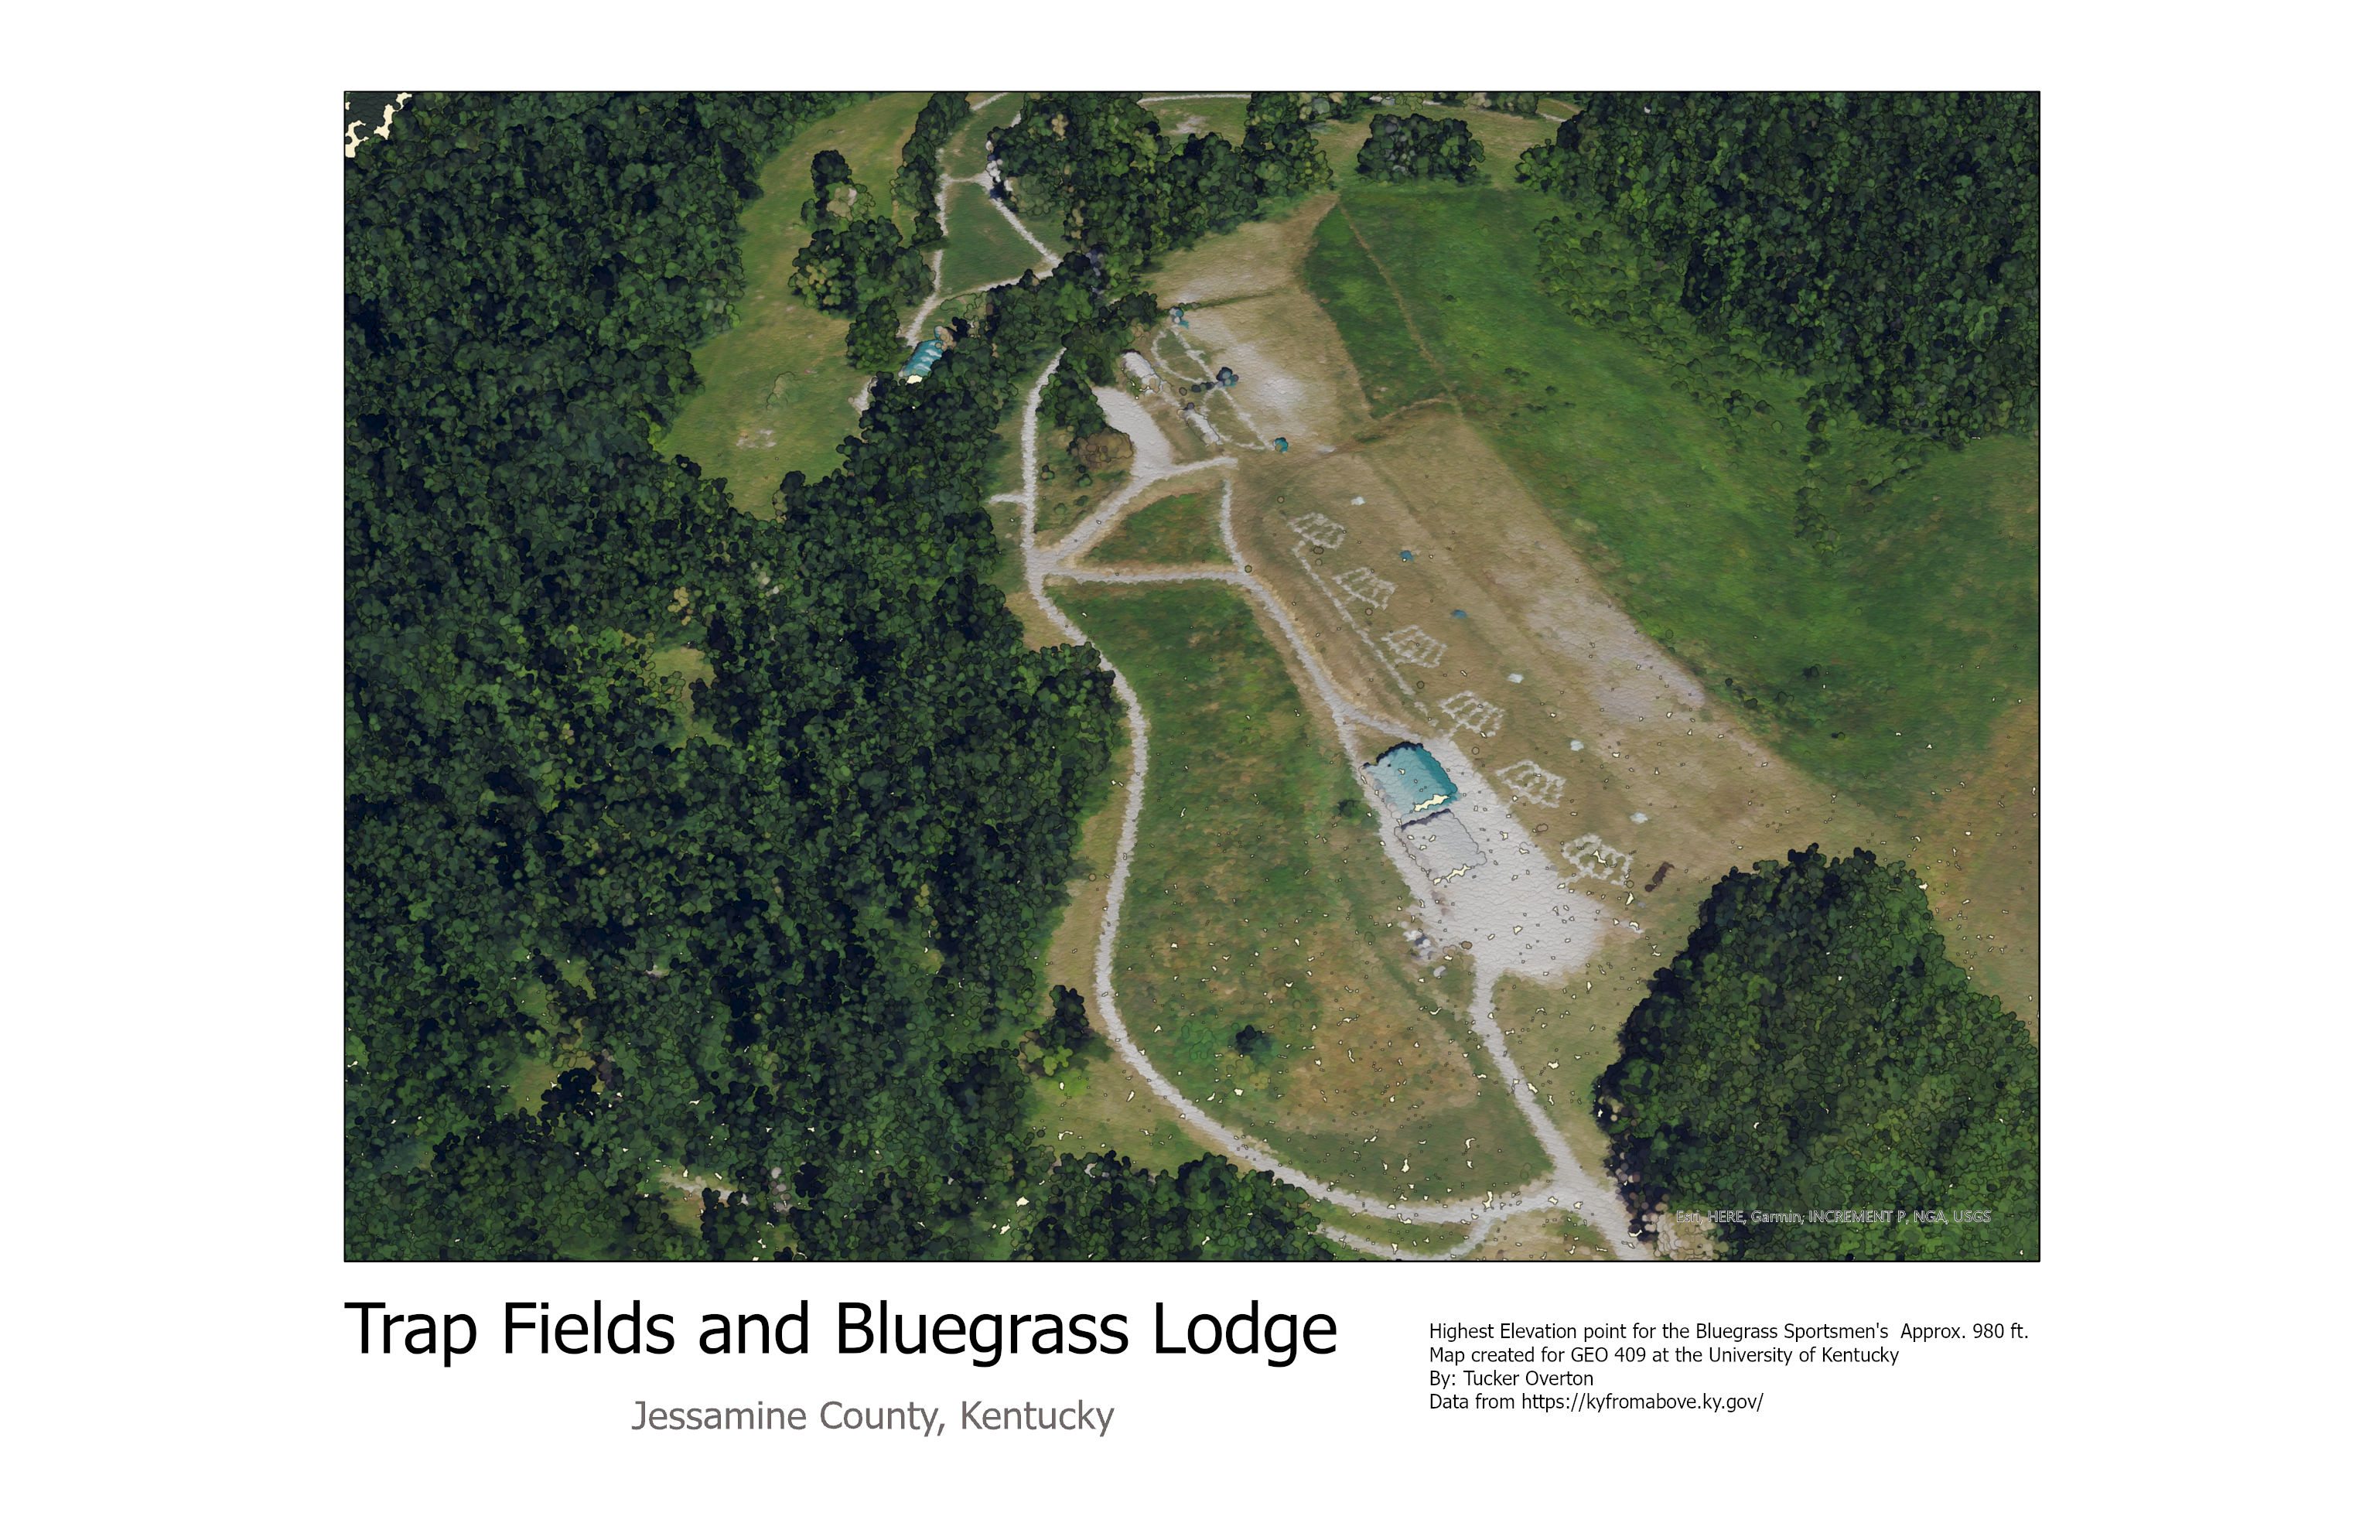 Esri, HERE, Garmin, INCREMENT P, NGA, USGS
Trap Fields and Bluegrass Lodge
Jessamine County, Kentucky
Highest Elevation point for the Bluegrass Sportsmen's  Approx. 980 ft.
Map created for GEO 409 at the University of Kentucky
By: Tucker Overton
Data from https://kyfromabove.ky.gov/